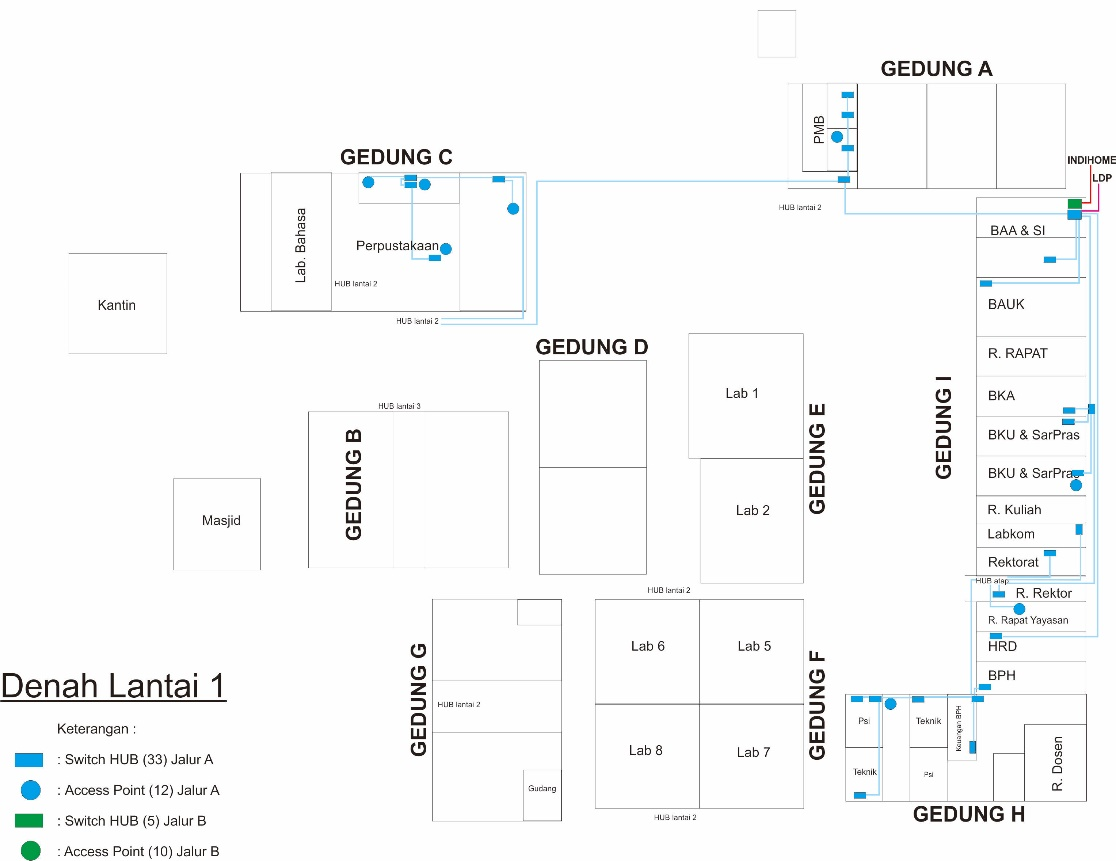 GEDUNG A
PMB
GEDUNG C
INDIHOME
LDP
HUB lantai 2
Lab. Bahasa
Perpustakaan
HUB lantai 2
HUB lantai 2
BAA & SI
Kantin
BAUK
GEDUNG D
R. RAPAT
GEDUNG I
BKA
Lab 1
GEDUNG E
HUB lantai 3
GEDUNG B
BKU & SarPras
BKU & SarPras
Lab 2
R. Kuliah
Masjid
Labkom
Rektorat
HUB atap
R. Rektor
HUB lantai 2
R. Rapat Yayasan
HRD
BPH
GEDUNG G
Lab 6
Lab 5
GEDUNG F
HUB lantai 2
Psi
Teknik
Keuangan BPH
Lab 8
Lab 7
Teknik
Psi
R. Dosen
Gudang
HUB lantai 2
GEDUNG H
Denah Lantai 1
Keterangan :
: Switch HUB (33) Jalur A
: Access Point (12) Jalur A
: Switch HUB (5) Jalur B
: Access Point (10) Jalur B